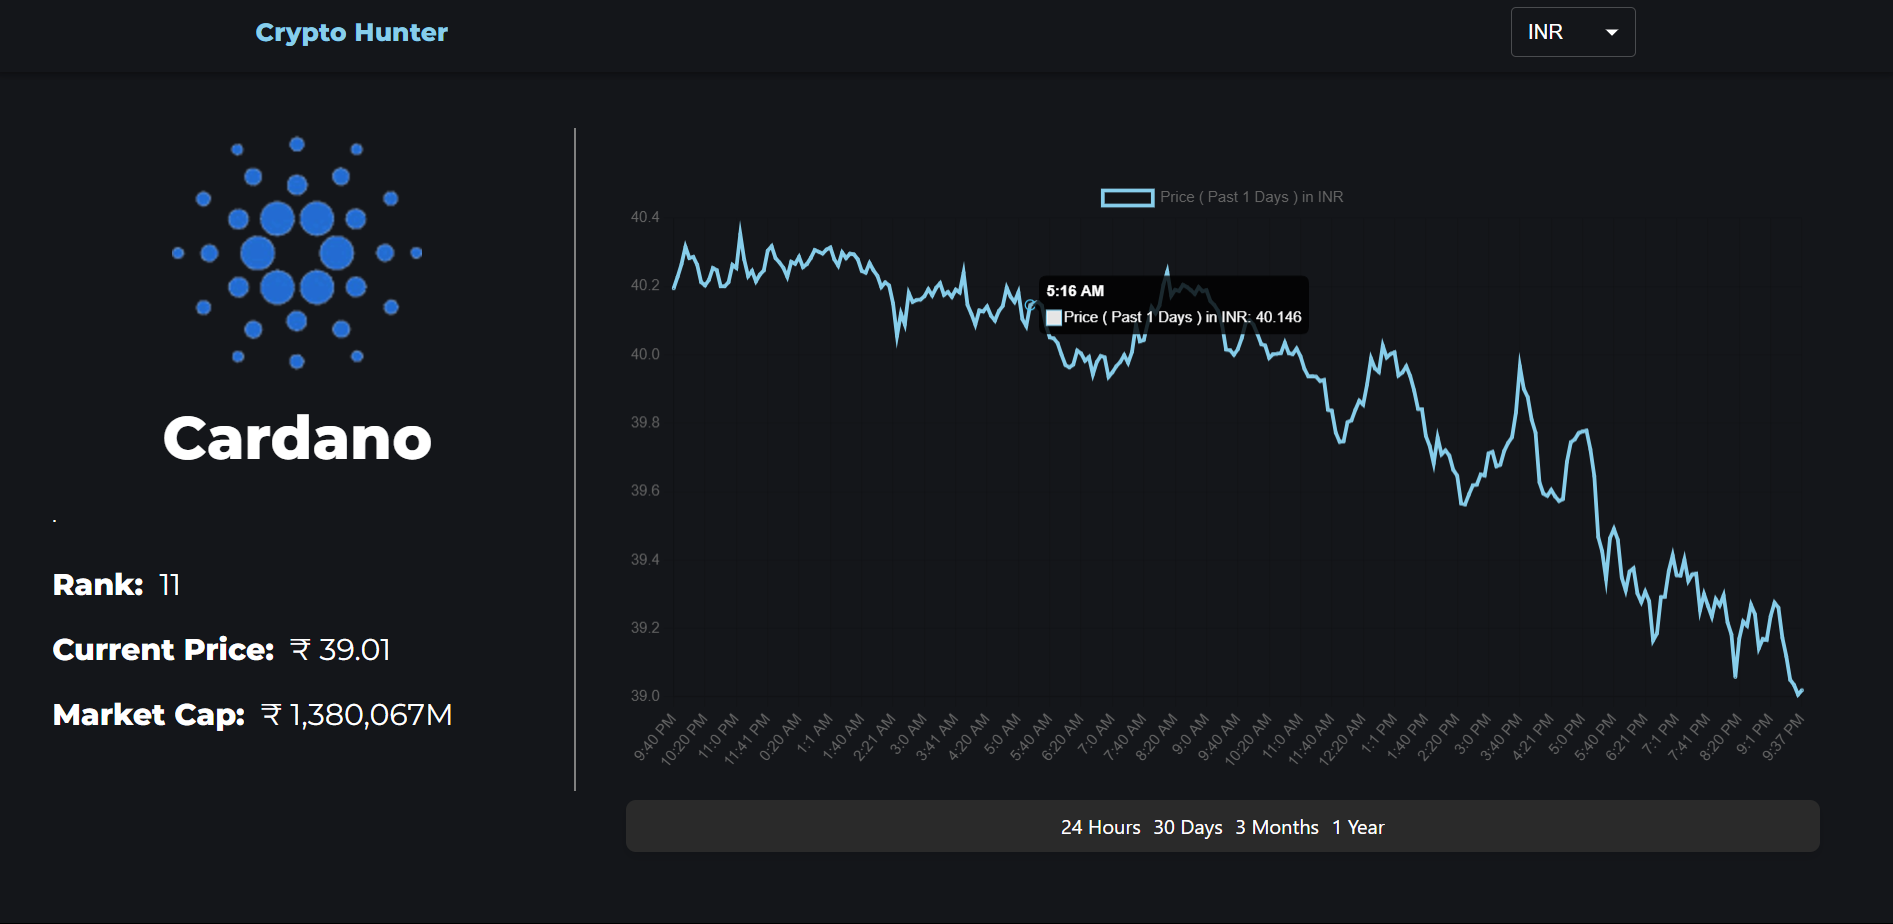 Crypto Hunter
INR
Cardano
.
Rank: 11
Current Price: ₹ 39.01
Market Cap: ₹ 1,380,067M
Price ( Past 1 Days ) in INR
40.4
40.2
40.0
39.8
39.6
39.4
39.2
39.0
5:16 AM
Price ( Past 1 Days ) in INR: 40.146
9:40 PM
10:20 PM
11:0 PM
11:41 PM
0:20 AM
1:1 AM
1:40 AM
2:21 AM
3:0 AM
3:41 AM
4:20 AM
5:0 AM
5:40 AM
6:20 AM
7:0 AM
7:40 AM
8:20 AM
9:0 AM
9:40 AM
10:20 AM
11:0 AM
11:40 AM
12:20 AM
1:1 PM
1:40 PM
2:20 PM
3:0 PM
3:40 PM
4:21 PM
5:0 PM
5:40 PM
6:21 PM
7:1 PM
7:41 PM
8:20 PM
9:1 PM
9:37 PM
24 Hours 30 Days 3 Months 1 Year